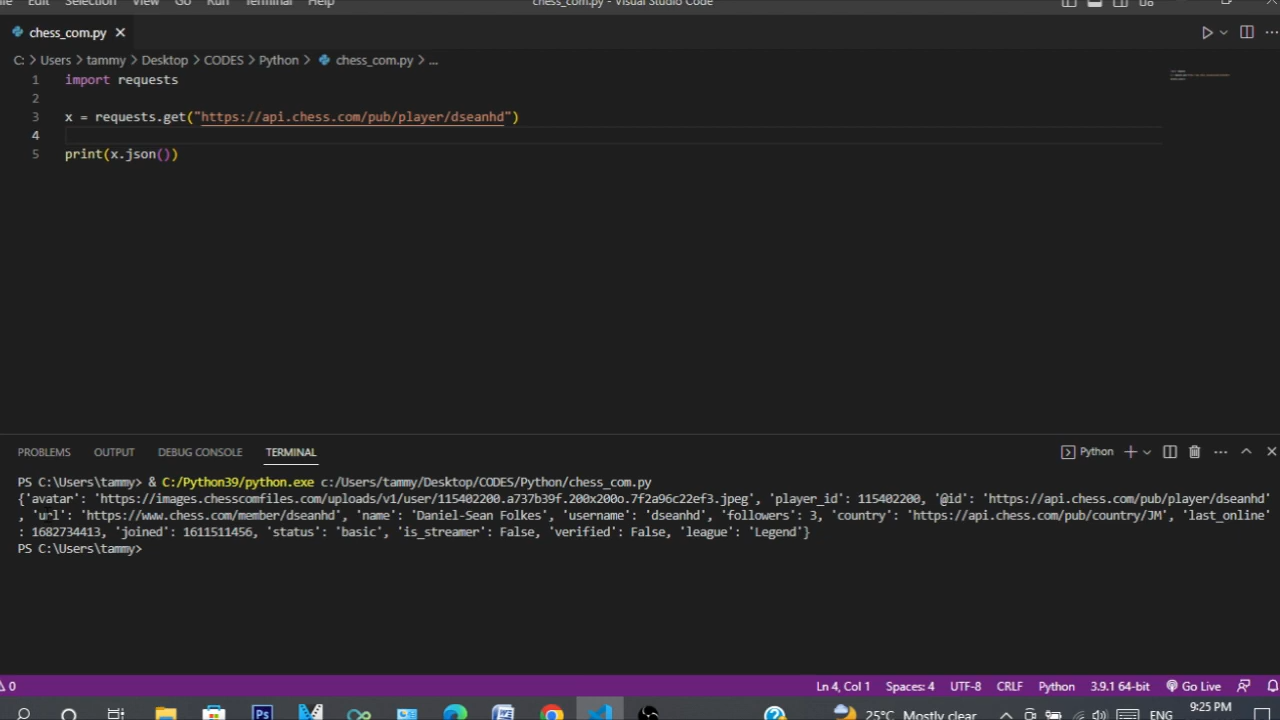 File Edit Selection View Go Run Terminal Help chess_com.py - Visual Studio Code
chess_com.py
C: > Users > tammy > Desktop > CODES > Python > chess_com.py > ...
1 import requests
2
3 x = requests.get("https://api.chess.com/pub/player/dseanhd")
4
5 print(x.json())
PROBLEMS OUTPUT DEBUG CONSOLE TERMINAL Python
PS C:\Users\tammy> & C:/Python39/python.exe c:/Users/tammy/Desktop/CODES/Python/chess_com.py
{'avatar': 'https://images.chesscomfiles.com/uploads/v1/user/115402200.a737b39f.200x200o.7f2a96c22ef3.jpeg', 'player_id': 115402200, '@id': 'https://api.chess.com/pub/player/dseanhd'
, 'url': 'https://www.chess.com/member/dseanhd', 'name': 'Daniel-Sean Folkes', 'username': 'dseanhd', 'followers': 3, 'country': 'https://api.chess.com/pub/country/JM', 'last_online'
: 1682734413, 'joined': 1611511456, 'status': 'basic', 'is_streamer': False, 'verified': False, 'league': 'Legend'}
PS C:\Users\tammy>
0 Ln 4, Col 1 Spaces: 4 UTF-8 CRLF Python 3.9.1 64-bit Go Live
Ps 25°C Mostly clear ENG 9:25 PM